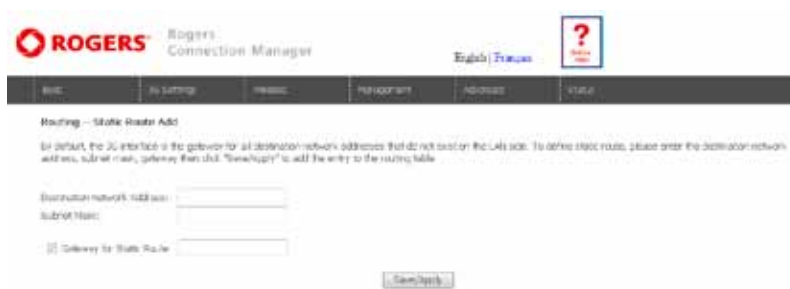 ROGERS Rogers
Connection Manager
English | Français
?
Basic 3G Settings Wireless Management Advanced Status
Routing -- Static Route Add
By default, the 3G interface is the gateway for all destination network addresses that do not exist on the LAN side. To define static route, please enter the destination network
address, subnet mask, gateway then click "Save/Apply" to add the entry to the routing table
Destination Network Address:
Subnet Mask:
Gateway for Static Route
Save/Apply